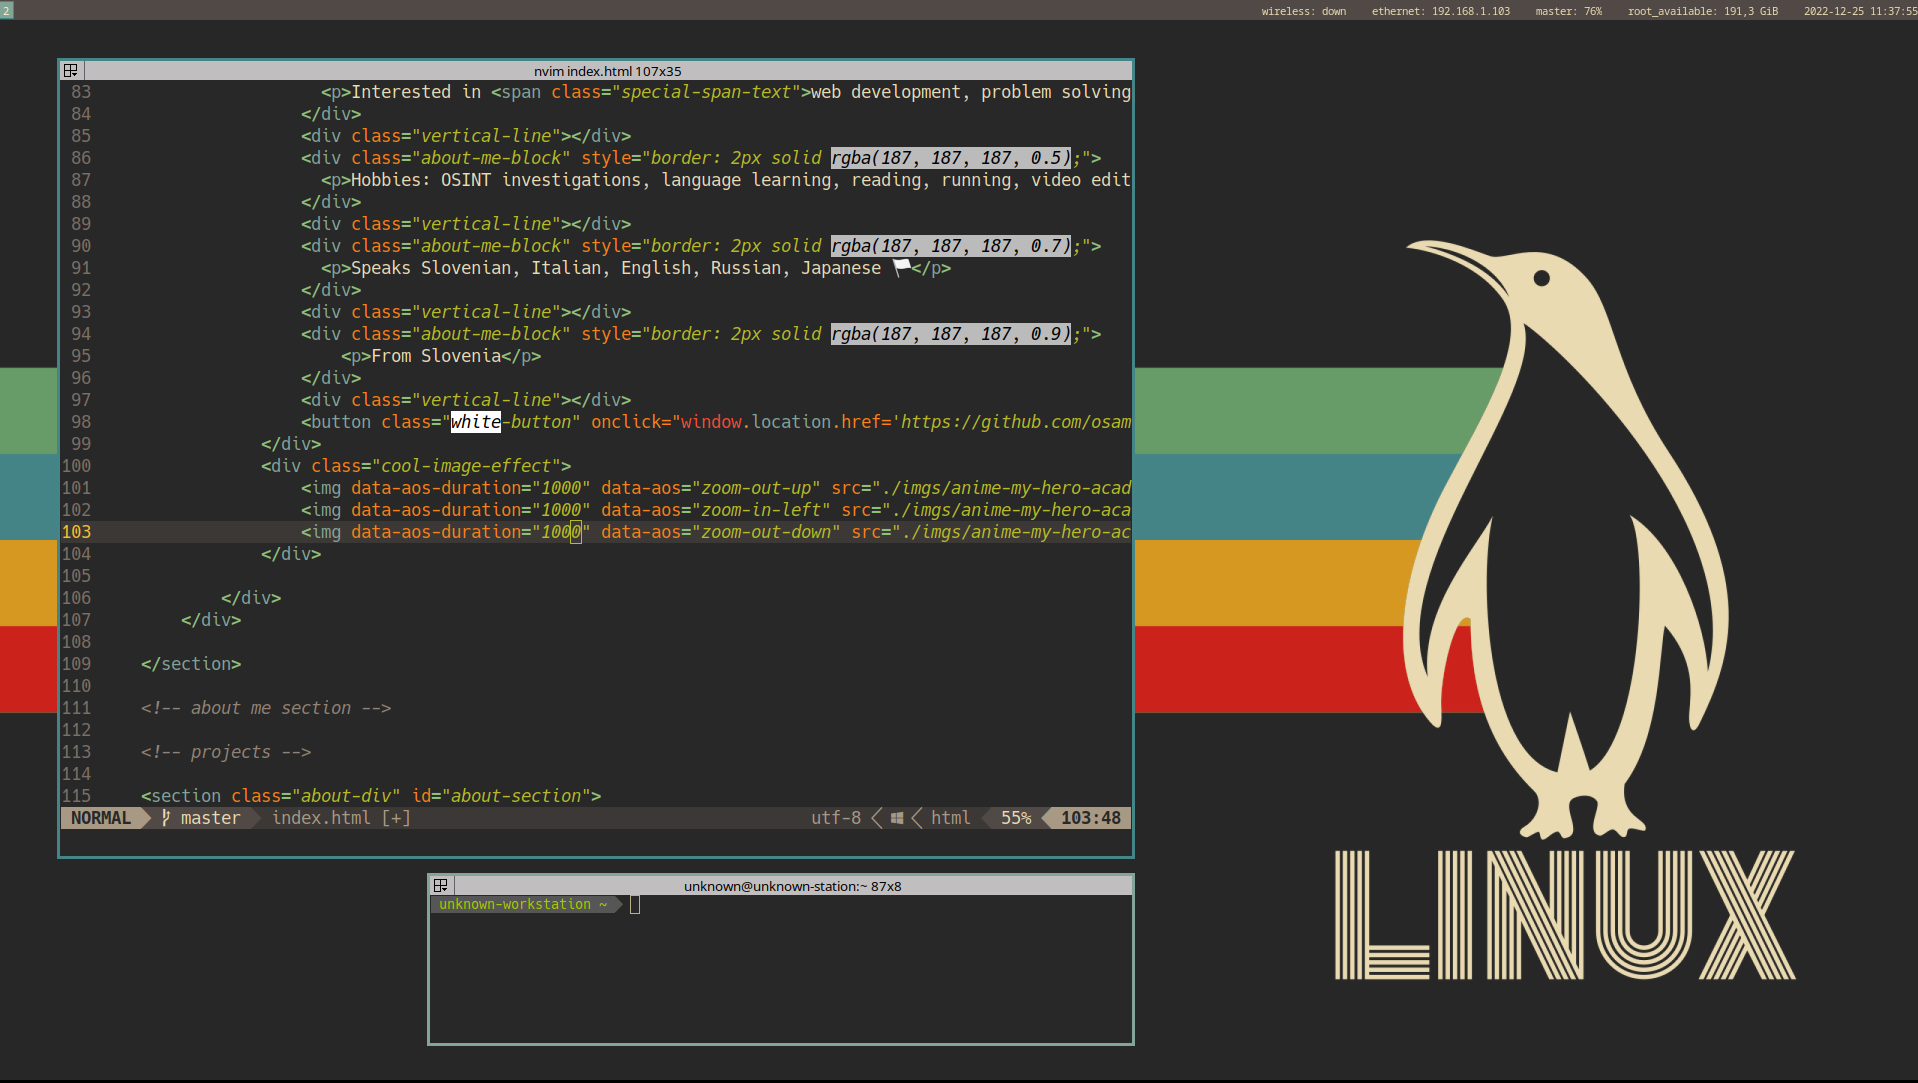 2
wireless: down ethernet: 192.168.1.103 master: 76% root_available: 191,3 GiB 2022-12-25 11:37:55
nvim index.html 107x35
83 <p>Interested in <span class="special-span-text">web development, problem solving
84 </div>
85 <div class="vertical-line"></div>
86 <div class="about-me-block" style="border: 2px solid rgba(187, 187, 187, 0.5);">
87 <p>Hobbies: OSINT investigations, language learning, reading, running, video edit
88 </div>
89 <div class="vertical-line"></div>
90 <div class="about-me-block" style="border: 2px solid rgba(187, 187, 187, 0.7);">
91 <p>Speaks Slovenian, Italian, English, Russian, Japanese 🏳</p>
92 </div>
93 <div class="vertical-line"></div>
94 <div class="about-me-block" style="border: 2px solid rgba(187, 187, 187, 0.9);">
95 <p>From Slovenia</p>
96 </div>
97 <div class="vertical-line"></div>
98 <button class="white-button" onclick="window.location.href='https://github.com/osam
99 </div>
100 <div class="cool-image-effect">
101 <img data-aos-duration="1000" data-aos="zoom-out-up" src="./imgs/anime-my-hero-acad
102 <img data-aos-duration="1000" data-aos="zoom-in-left" src="./imgs/anime-my-hero-aca
103 <img data-aos-duration="1000" data-aos="zoom-out-down" src="./imgs/anime-my-hero-ac
104 </div>
105
106 </div>
107 </div>
108
109 </section>
110
111 <!-- about me section -->
112
113 <!-- projects -->
114
115 <section class="about-div" id="about-section">
NORMAL master index.html [+] utf-8 html 55% 103:48
unknown@unknown-station:~ 87x8
unknown-workstation ~
LINUX